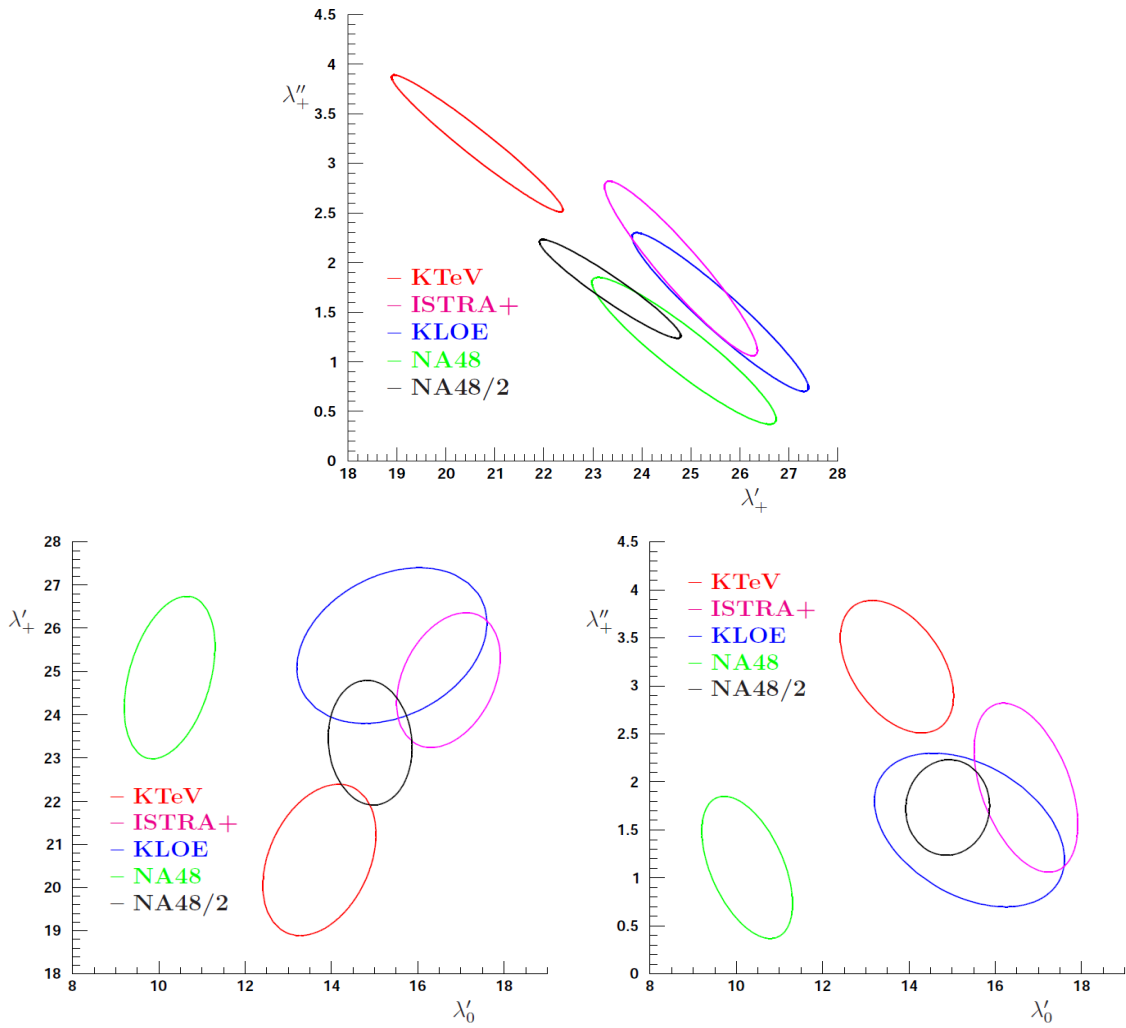 4.5
4
λ″₊
3.5
3
2.5
2
– KTeV
– ISTRA+
1.5
– KLOE
1
– NA48
– NA48/2
0.5
0
18 19 20 21 22 23 24 25 26 27 28
λ′₊
28
27
λ′₊
26
25
24
23
22
– KTeV
21
– ISTRA+
– KLOE
20
– NA48
19
– NA48/2
18
8 10 12 14 16 18
λ′₀
4.5
– KTeV
4
– ISTRA+
λ″₊
3.5
– KLOE
– NA48
3
– NA48/2
2.5
2
1.5
1
0.5
0
8 10 12 14 16 18
λ′₀